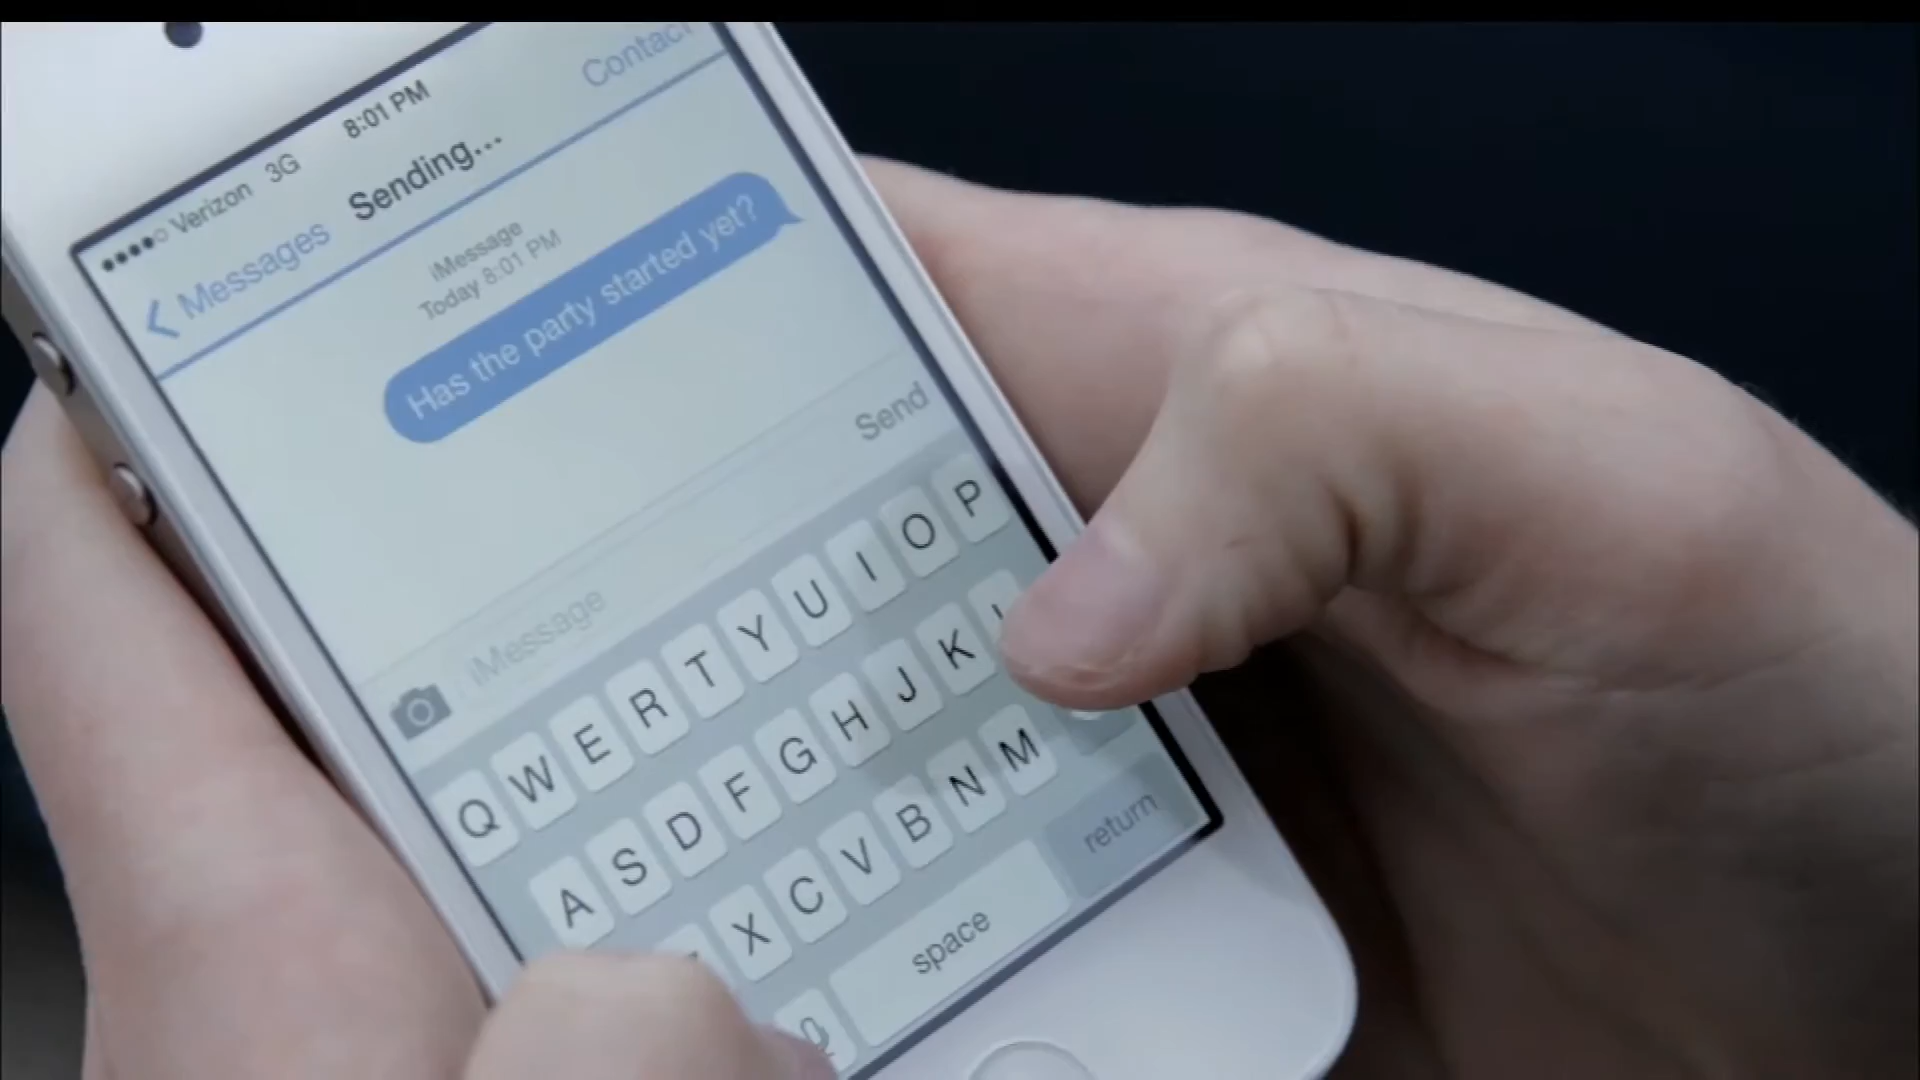 Verizon 3G 8:01 PM
Messages Sending... Contact
iMessage
Today 8:01 PM
Has the party started yet?
iMessage Send
Q W E R T Y U I O P
A S D F G H J K
X C V B N M
space return